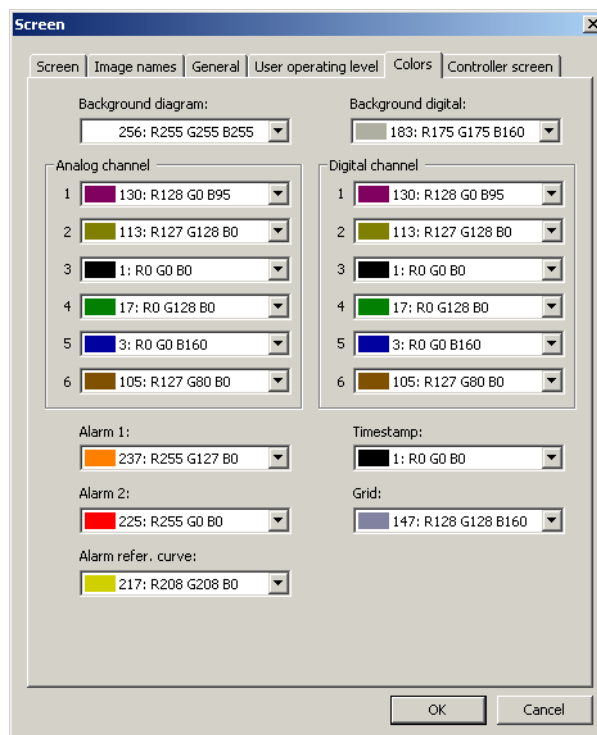 Screen
Screen Image names General User operating level Colors Controller screen
Background diagram: Background digital:
256: R255 G255 B255 183: R175 G175 B160
Analog channel Digital channel
1 130: R128 G0 B95 1 130: R128 G0 B95
2 113: R127 G128 B0 2 113: R127 G128 B0
3 1: R0 G0 B0 3 1: R0 G0 B0
4 17: R0 G128 B0 4 17: R0 G128 B0
5 3: R0 G0 B160 5 3: R0 G0 B160
6 105: R127 G80 B0 6 105: R127 G80 B0
Alarm 1: Timestamp:
237: R255 G127 B0 1: R0 G0 B0
Alarm 2: Grid:
225: R255 G0 B0 147: R128 G128 B160
Alarm refer. curve:
217: R208 G208 B0
OK Cancel